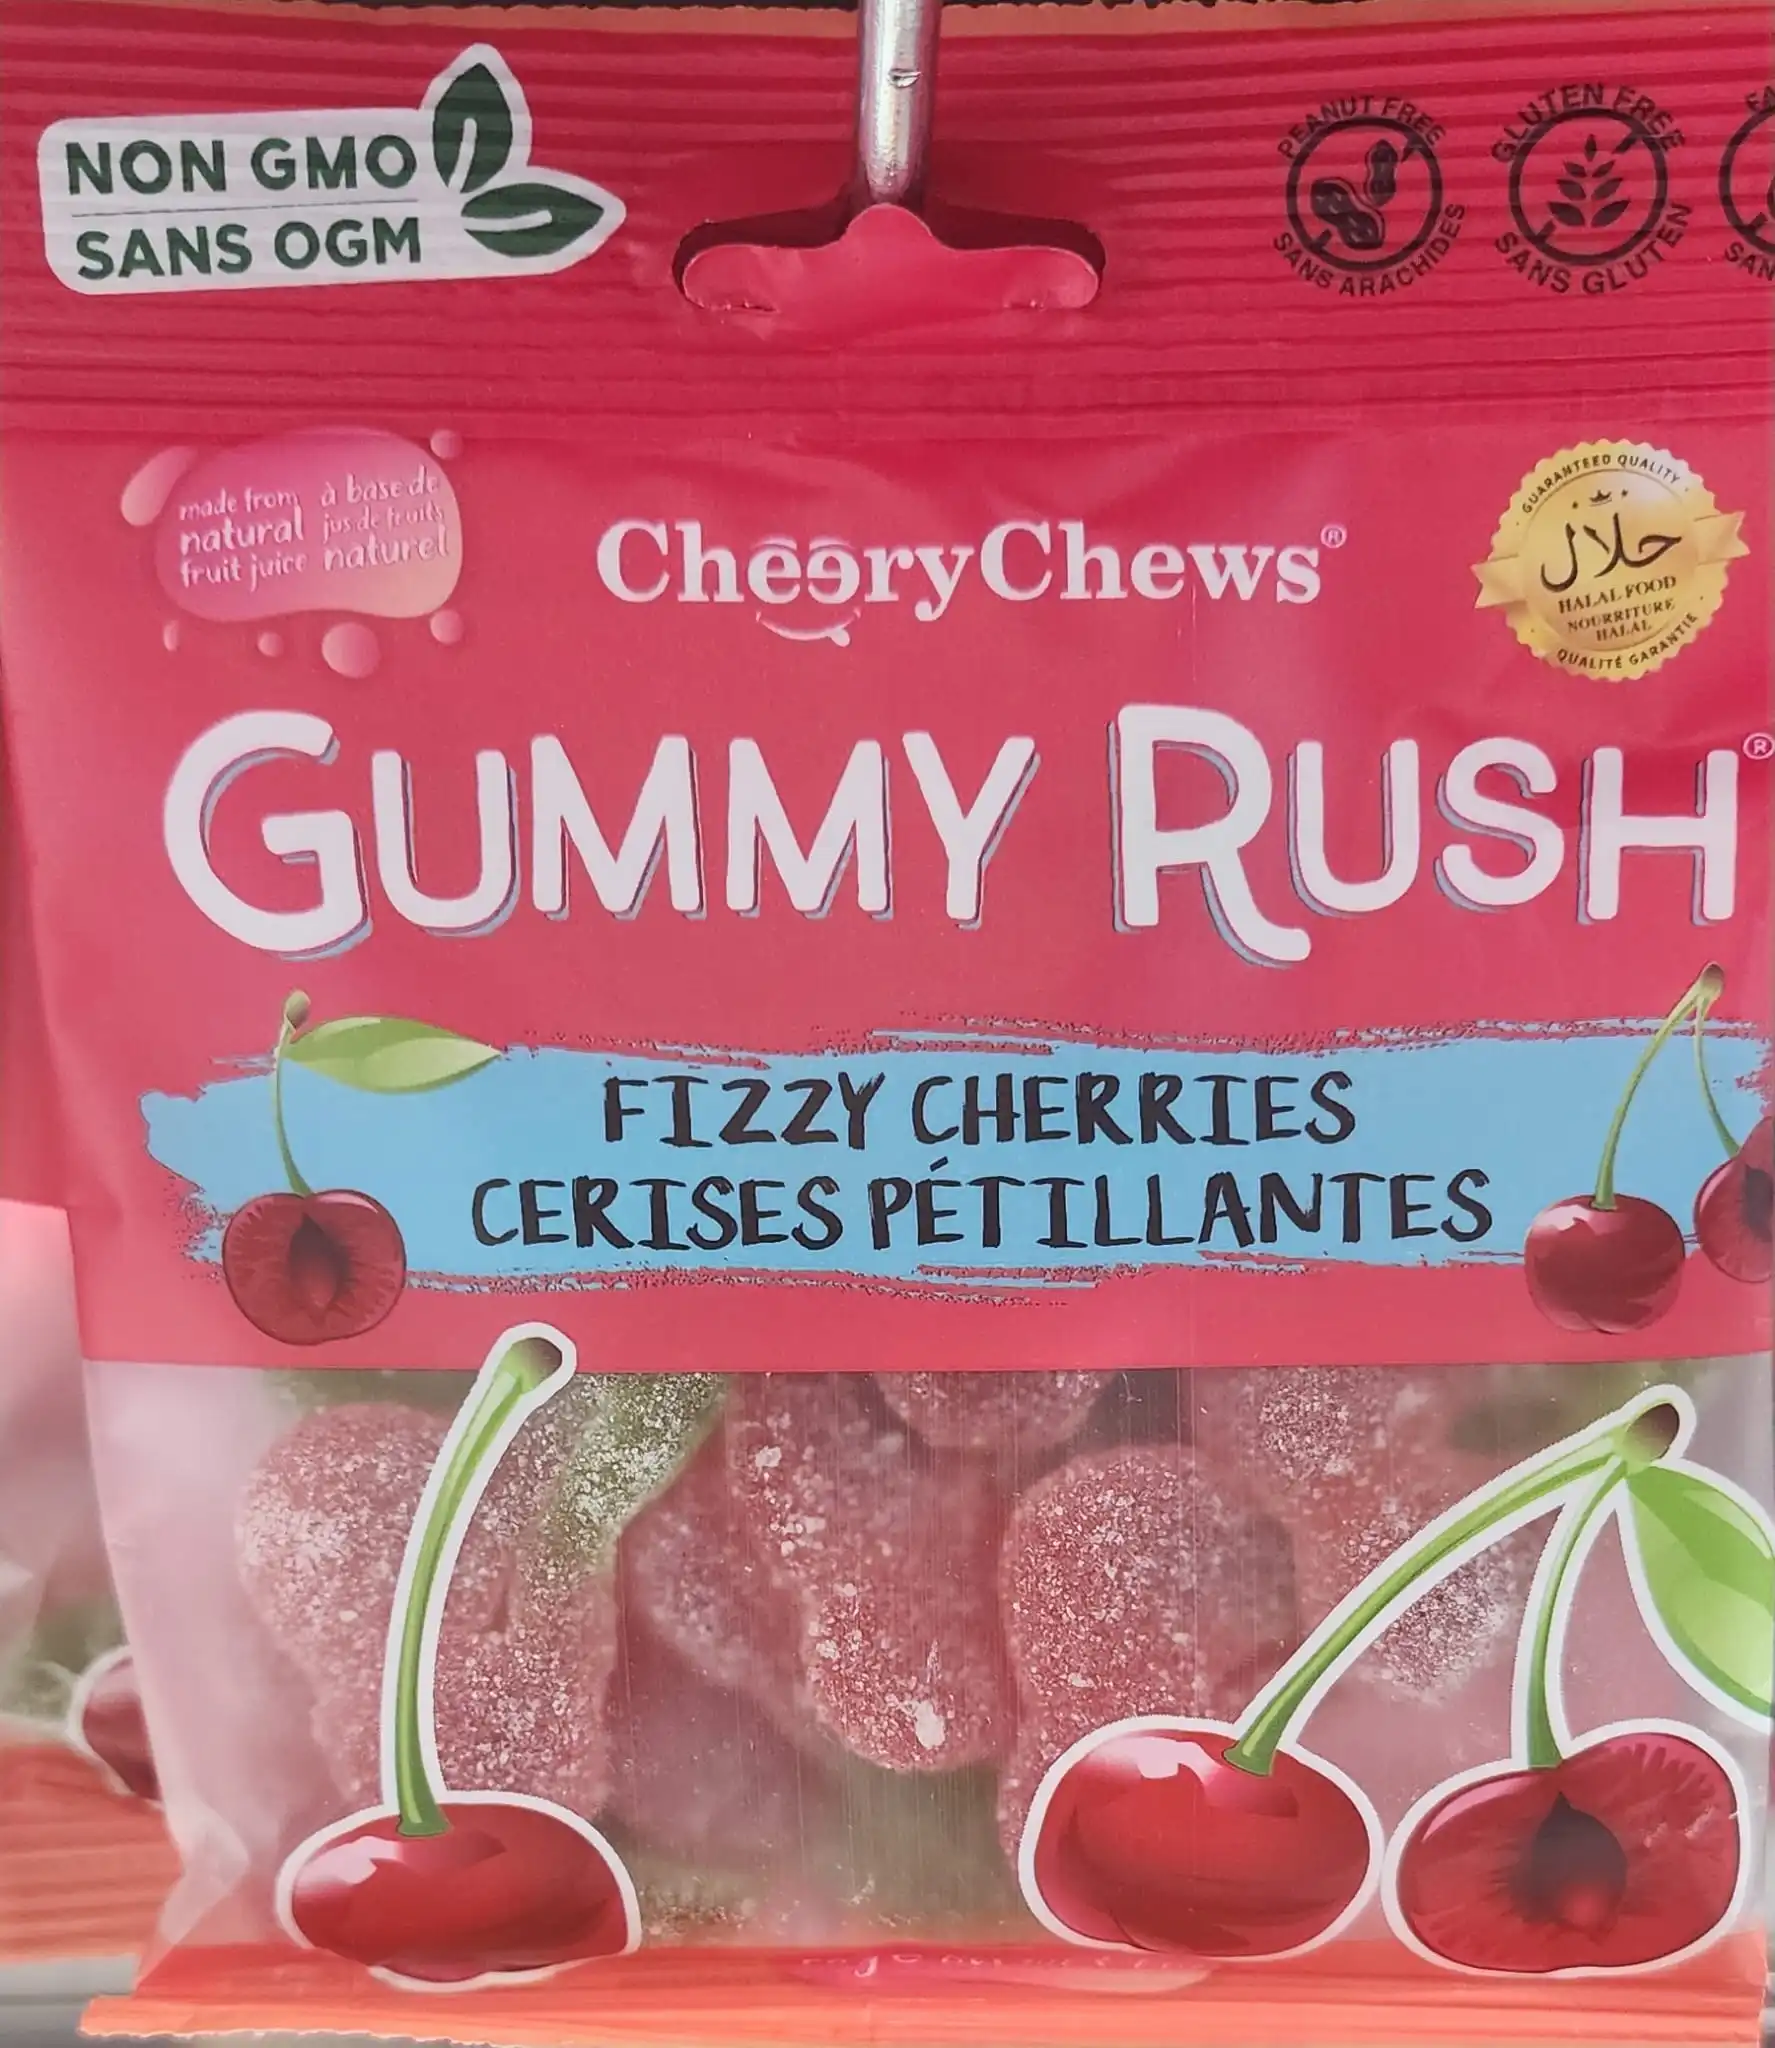 NON GMO
SANS OGM
PEANUT FREE
SANS ARACHIDES
GLUTEN FREE
SANS GLUTEN
made from
natural
fruit juice
à base de
jus de fruits
naturel
CheeryChews®
GUARANTEED QUALITY
حلال
HALAL FOOD
NOURRITURE
HALAL
QUALITÉ GARANTIE
GUMMY RUSH®
FIZZY CHERRIES
CERISES PÉTILLANTES